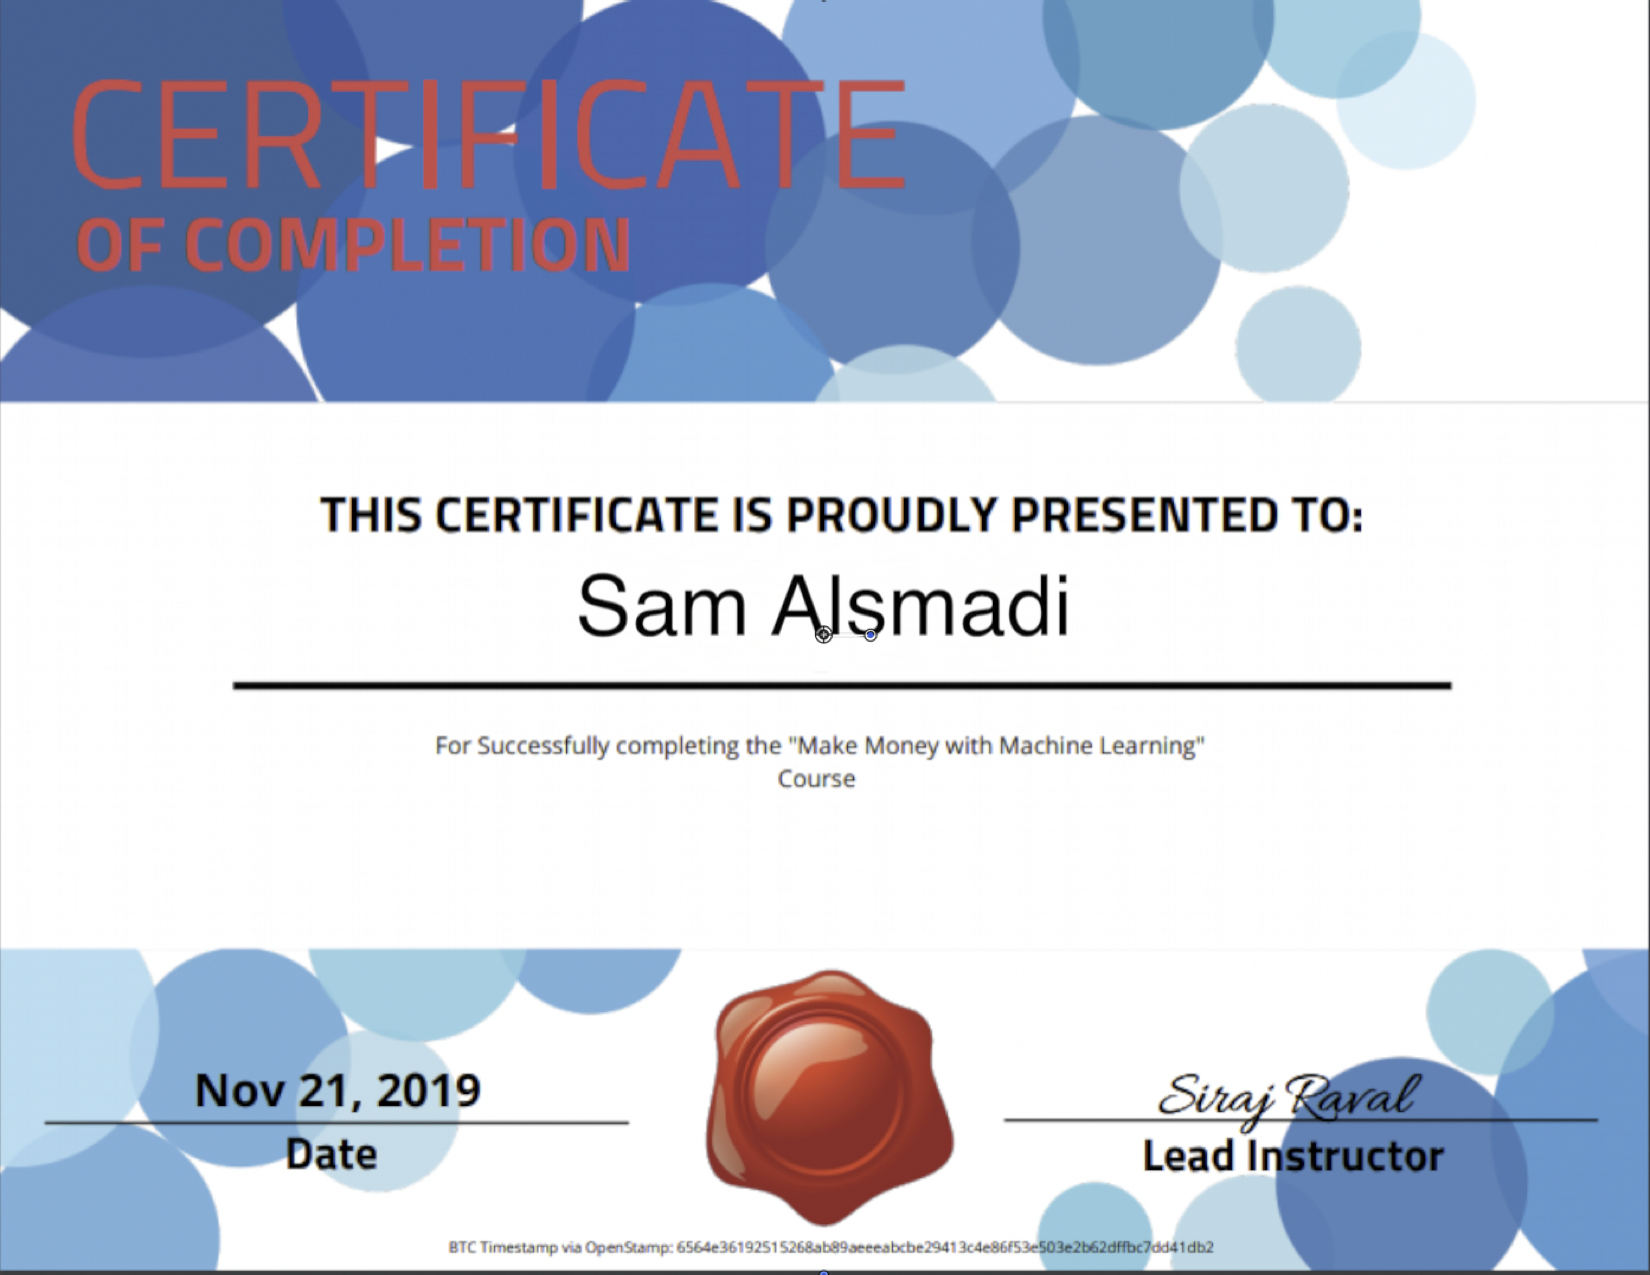 CERTIFICATE
OF COMPLETION
THIS CERTIFICATE IS PROUDLY PRESENTED TO:
Sam Alsmadi
For Successfully completing the "Make Money with Machine Learning"
Course
Nov 21, 2019
Date
Siraj Raval
Lead Instructor
BTC Timestamp via OpenStamp: 6564e36192515268ab89aeeeabcbe29413c4e86f53e503e2b62dffbc7dd41db2